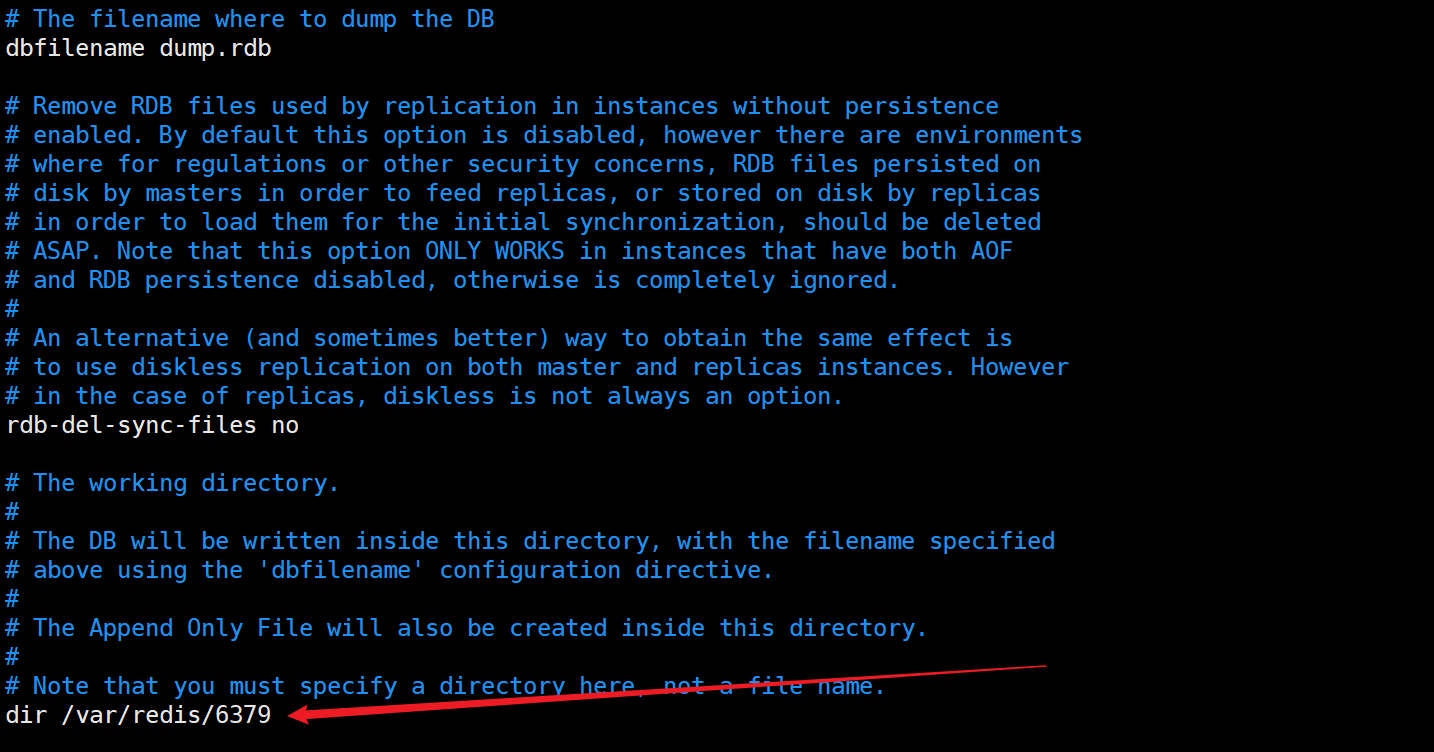 # The filename where to dump the DB
dbfilename dump.rdb
# Remove RDB files used by replication in instances without persistence
# enabled. By default this option is disabled, however there are environments
# where for regulations or other security concerns, RDB files persisted on
# disk by masters in order to feed replicas, or stored on disk by replicas
# in order to load them for the initial synchronization, should be deleted
# ASAP. Note that this option ONLY WORKS in instances that have both AOF
# and RDB persistence disabled, otherwise is completely ignored.
#
# An alternative (and sometimes better) way to obtain the same effect is
# to use diskless replication on both master and replicas instances. However
# in the case of replicas, diskless is not always an option.
rdb-del-sync-files no
# The working directory.
#
# The DB will be written inside this directory, with the filename specified
# above using the 'dbfilename' configuration directive.
#
# The Append Only File will also be created inside this directory.
#
# Note that you must specify a directory here, not a file name.
dir /var/redis/6379